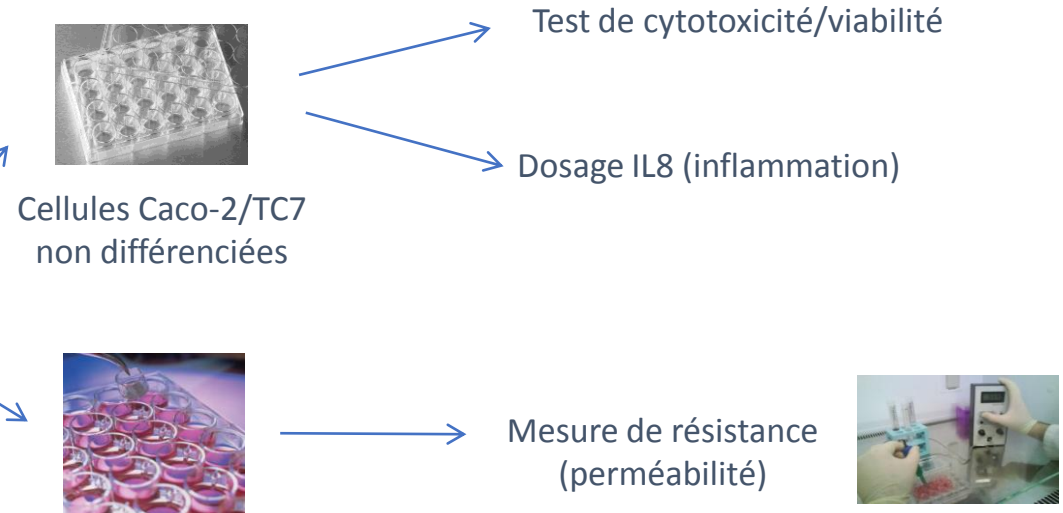 Test de cytotoxicité/viabilité
Dosage IL8 (inflammation)
Cellules Caco-2/TC7
non différenciées
Mesure de résistance
(perméabilité)